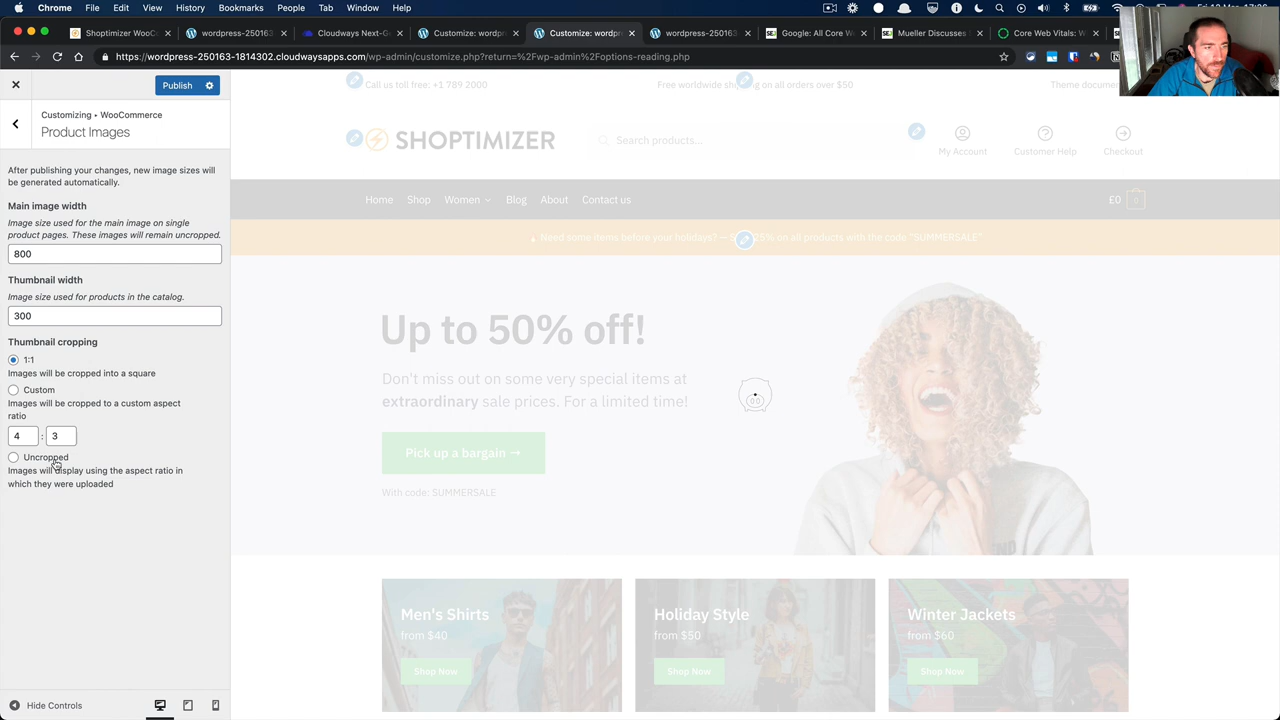 Chrome File Edit View History Bookmarks People Tab Window Help
Shoptimizer WooC
wordpress-250163
Cloudways Next-G
Customize: wordpr
Customize: wordpr
wordpress-250163
Google: All Core W
Mueller Discusses
Core Web Vitals: W
https://wordpress-250163-1814302.cloudwaysapps.com/wp-admin/customize.php?return=%2Fwp-admin%2Foptions-reading.php
Publish
Customizing ▸ WooCommerce
Product Images
After publishing your changes, new image sizes will
be generated automatically.
Main image width
Image size used for the main image on single
product pages. These images will remain uncropped.
800
Thumbnail width
Image size used for products in the catalog.
300
Thumbnail cropping
1:1
Images will be cropped into a square
Custom
Images will be cropped to a custom aspect
ratio
4 : 3
Uncropped
Images will display using the aspect ratio in
which they were uploaded
Hide Controls
Call us toll free: +1 789 2000
Free worldwide shipping on all orders over $50
Theme documen
SHOPTIMIZER
Search products...
My Account
Customer Help
Checkout
Home Shop Women Blog About Contact us
£0 0
Need some items before your holidays? — 25% on all products with the code "SUMMERSALE"
Up to 50% off!
Don't miss out on some very special items at
extraordinary sale prices. For a limited time!
Pick up a bargain →
With code: SUMMERSALE
Men's Shirts
from $40
Shop Now
Holiday Style
from $50
Shop Now
Winter Jackets
from $60
Shop Now